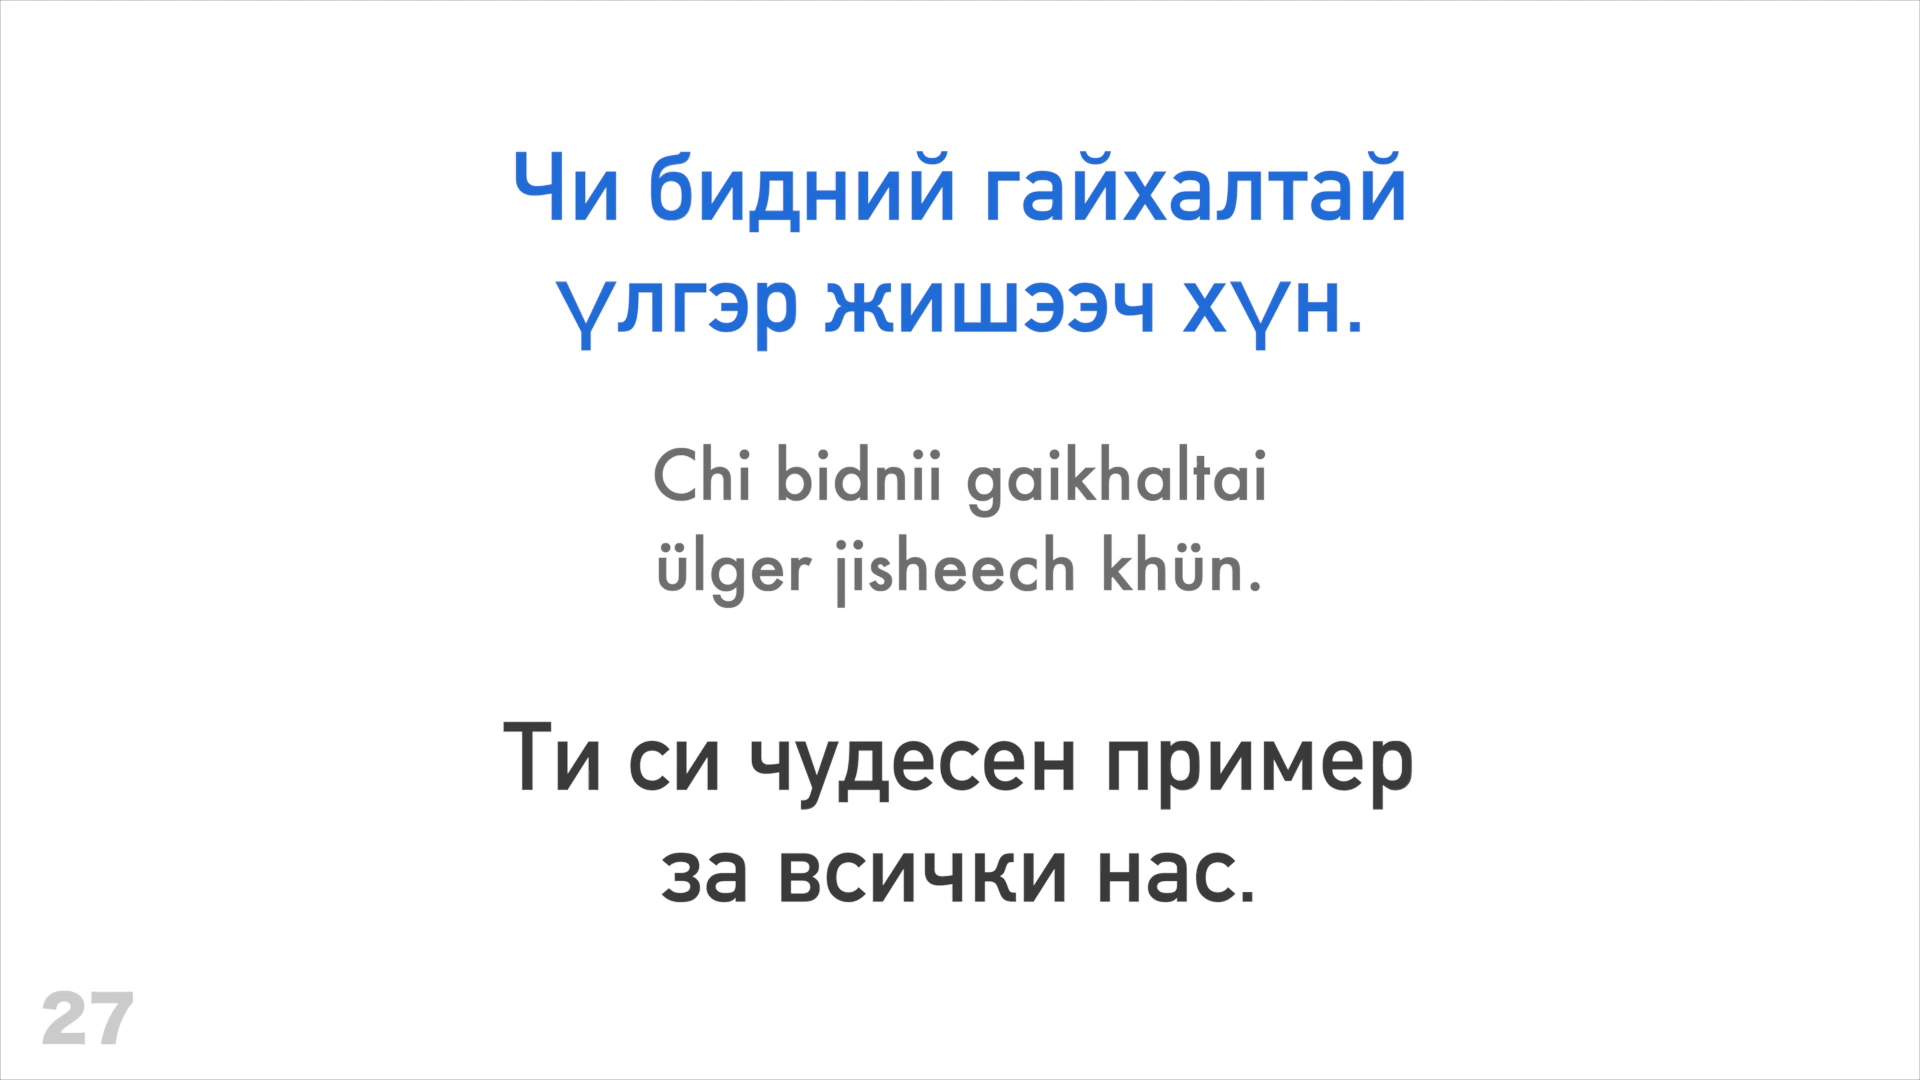 Чи бидний гайхалтай
үлгэр жишээч хүн.
Chi bidnii gaikhaltai
ülger jisheech khün.
Ти си чудесен пример
за всички нас.
27